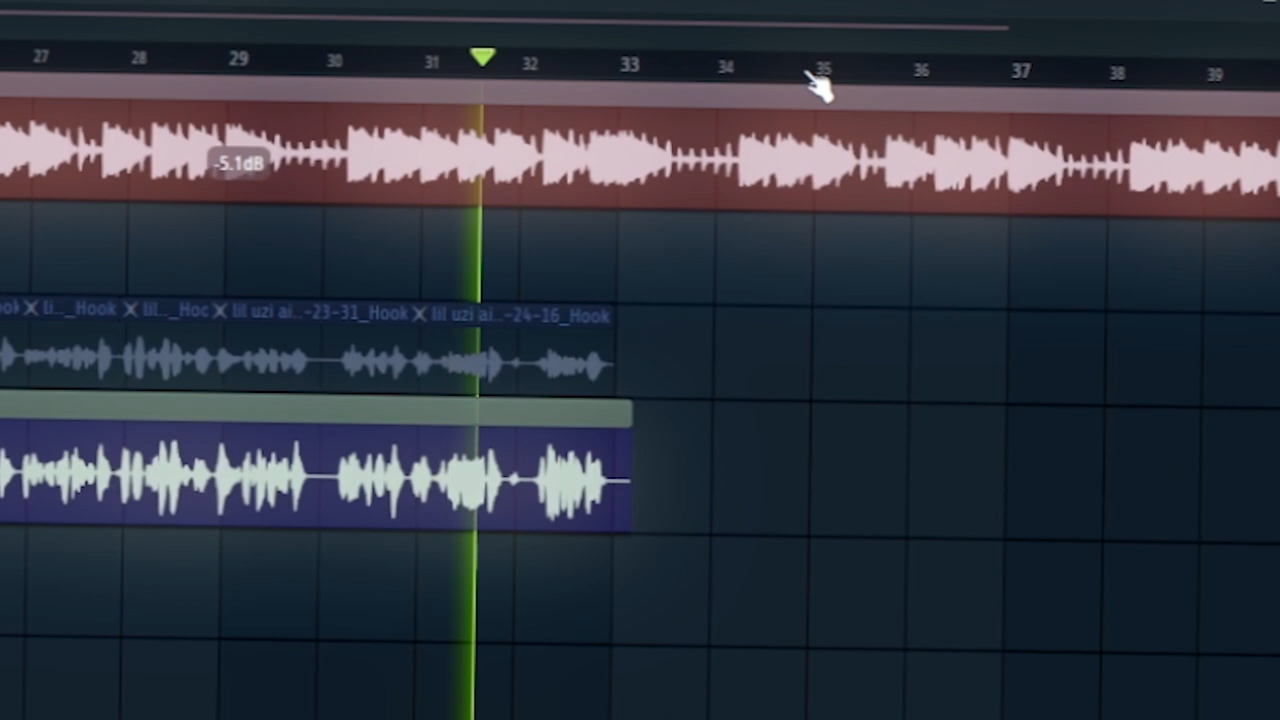 27 28 29 30 31 32 33 34 35 36 37 38 39
-5.1dB
li.._Hook lil.._Hoc lil uzi ai..-23-31_Hook lil uzi ai..-24-16_Hook